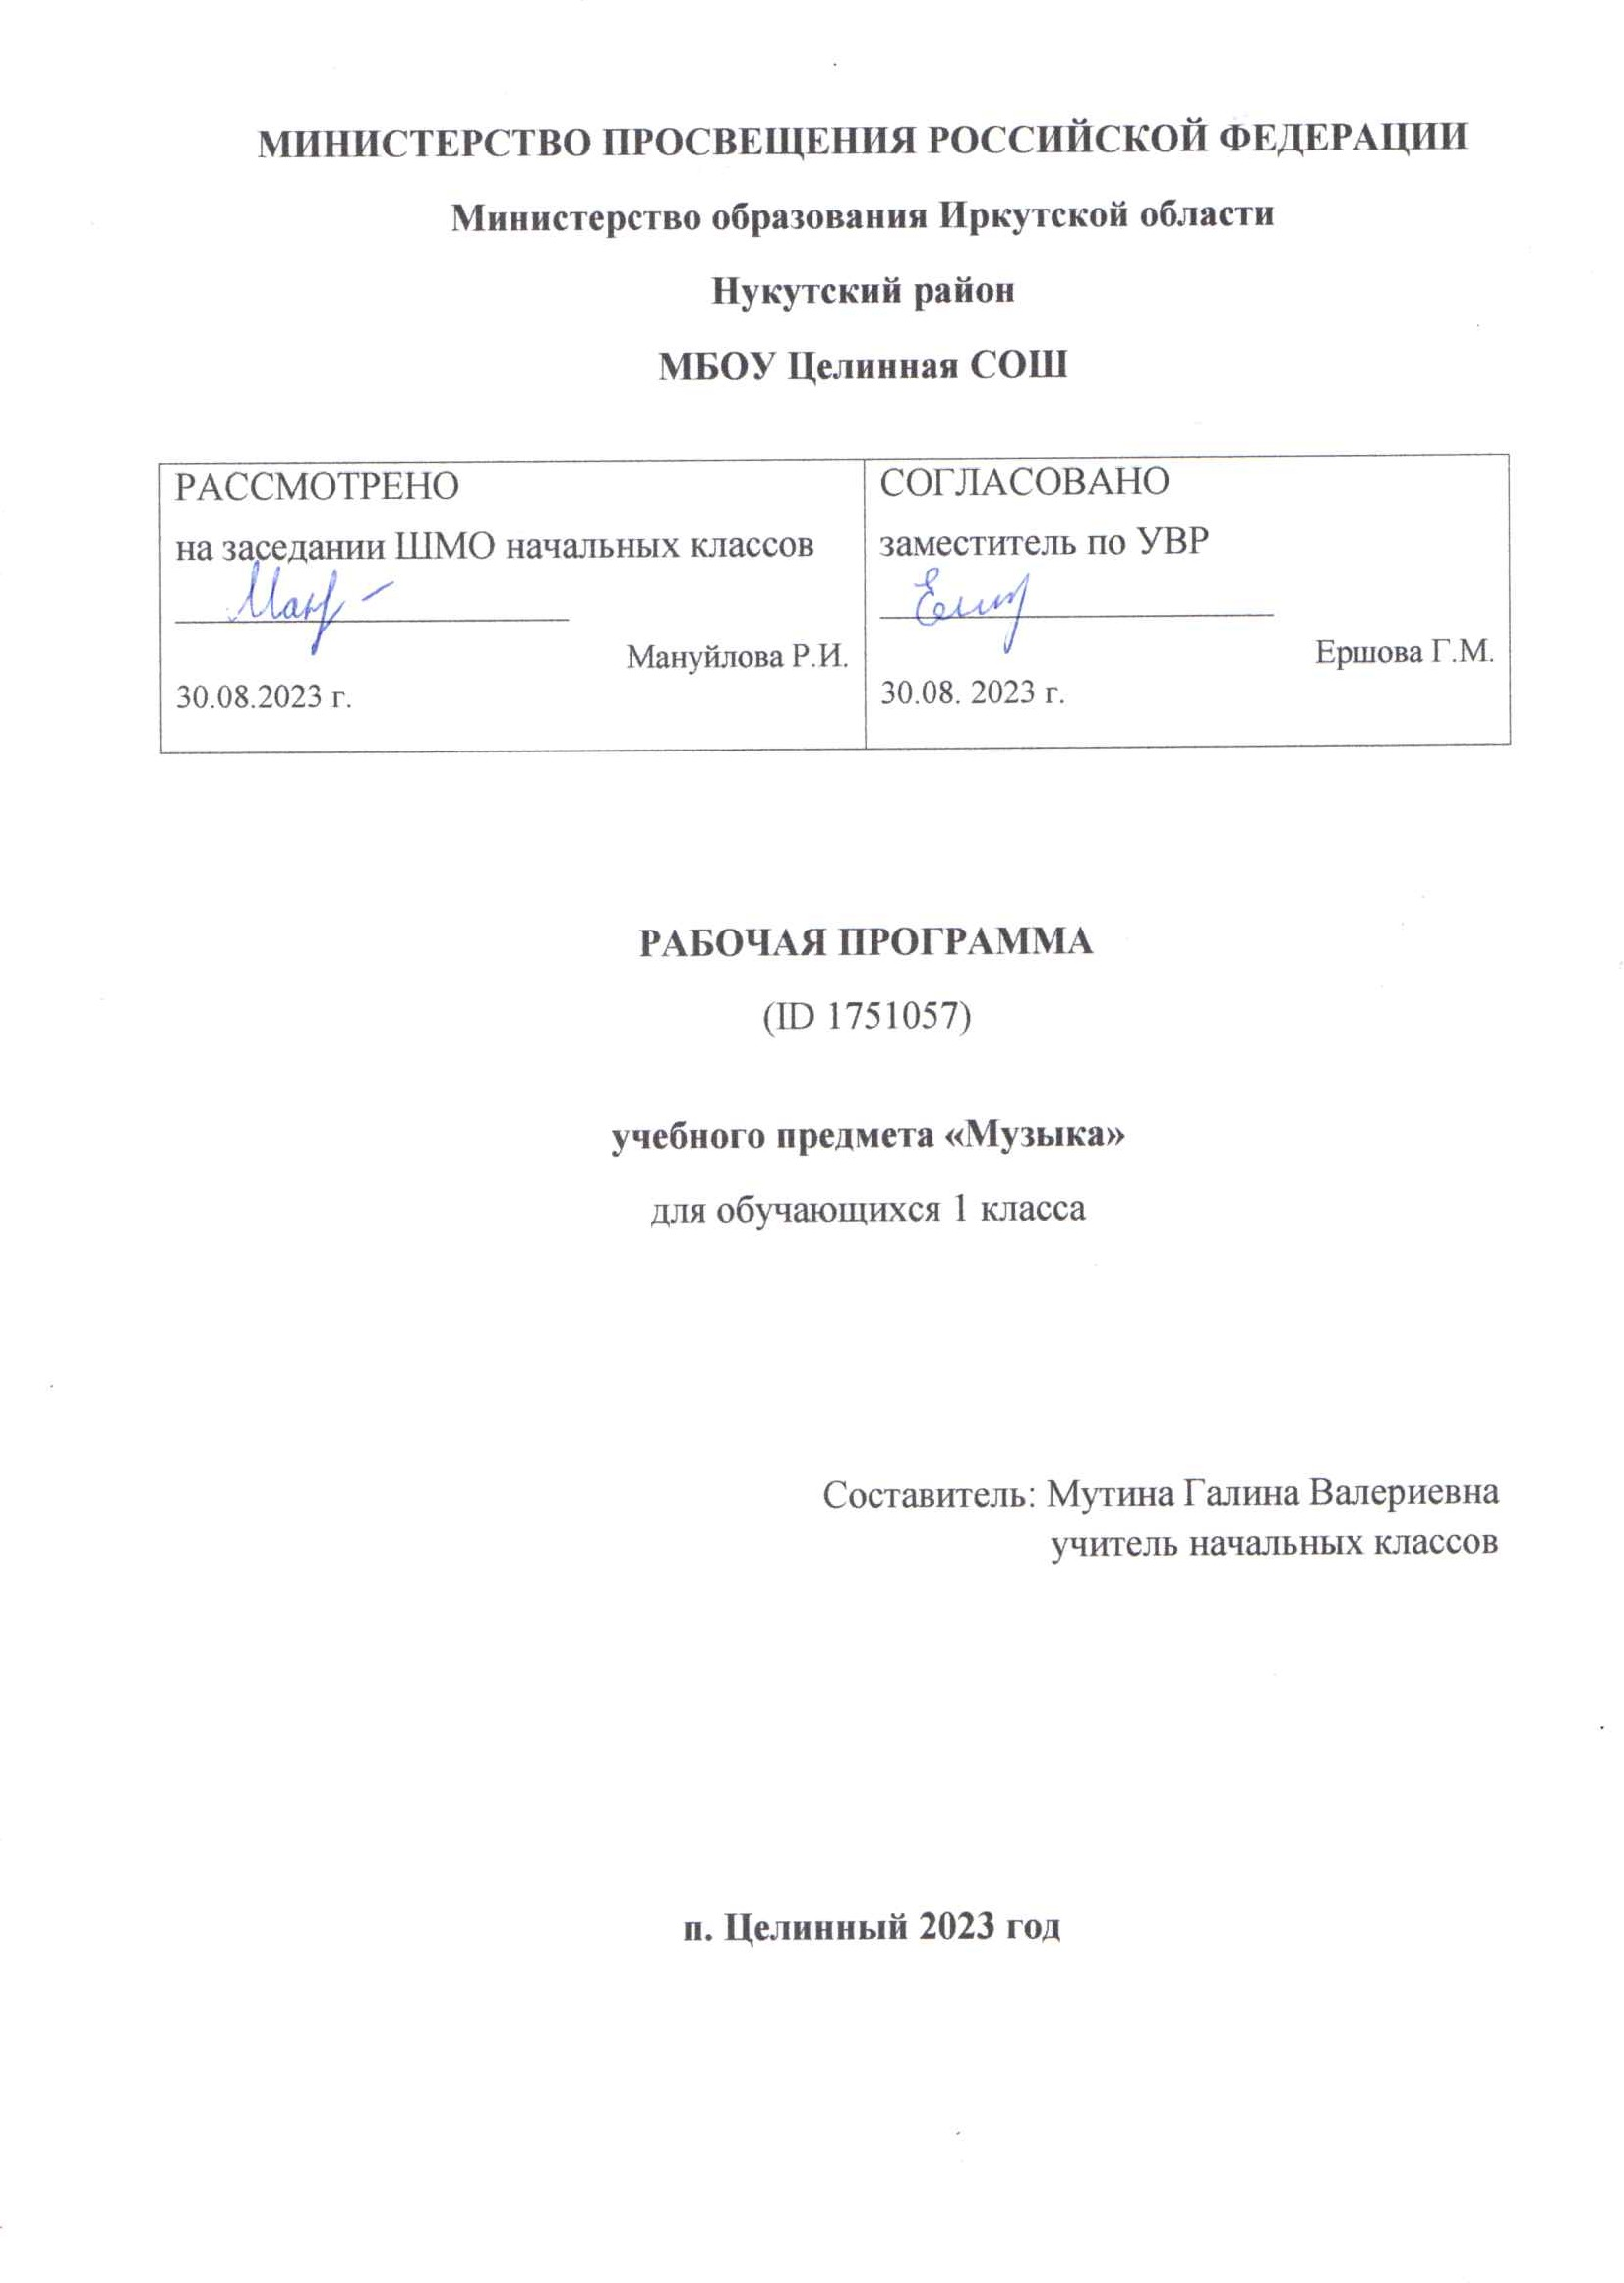 МИНИСТЕРСТВО ПРОСВЕЩЕНИЯ РОССИЙСКОЙ ФЕДЕРАЦИИ
Министерство образования Иркутской области
Нукутский район
МБОУ Целинная СОШ
РАССМОТРЕНО
на заседании ШМО начальных классов
Мануйлова Р.И.
30.08.2023 г.
СОГЛАСОВАНО
заместитель по УВР
Ершова Г.М.
30.08. 2023 г.
РАБОЧАЯ ПРОГРАММА
(ID 1751057)
учебного предмета «Музыка»
для обучающихся 1 класса
Составитель: Мутина Галина Валериевна
учитель начальных классов
п. Целинный 2023 год